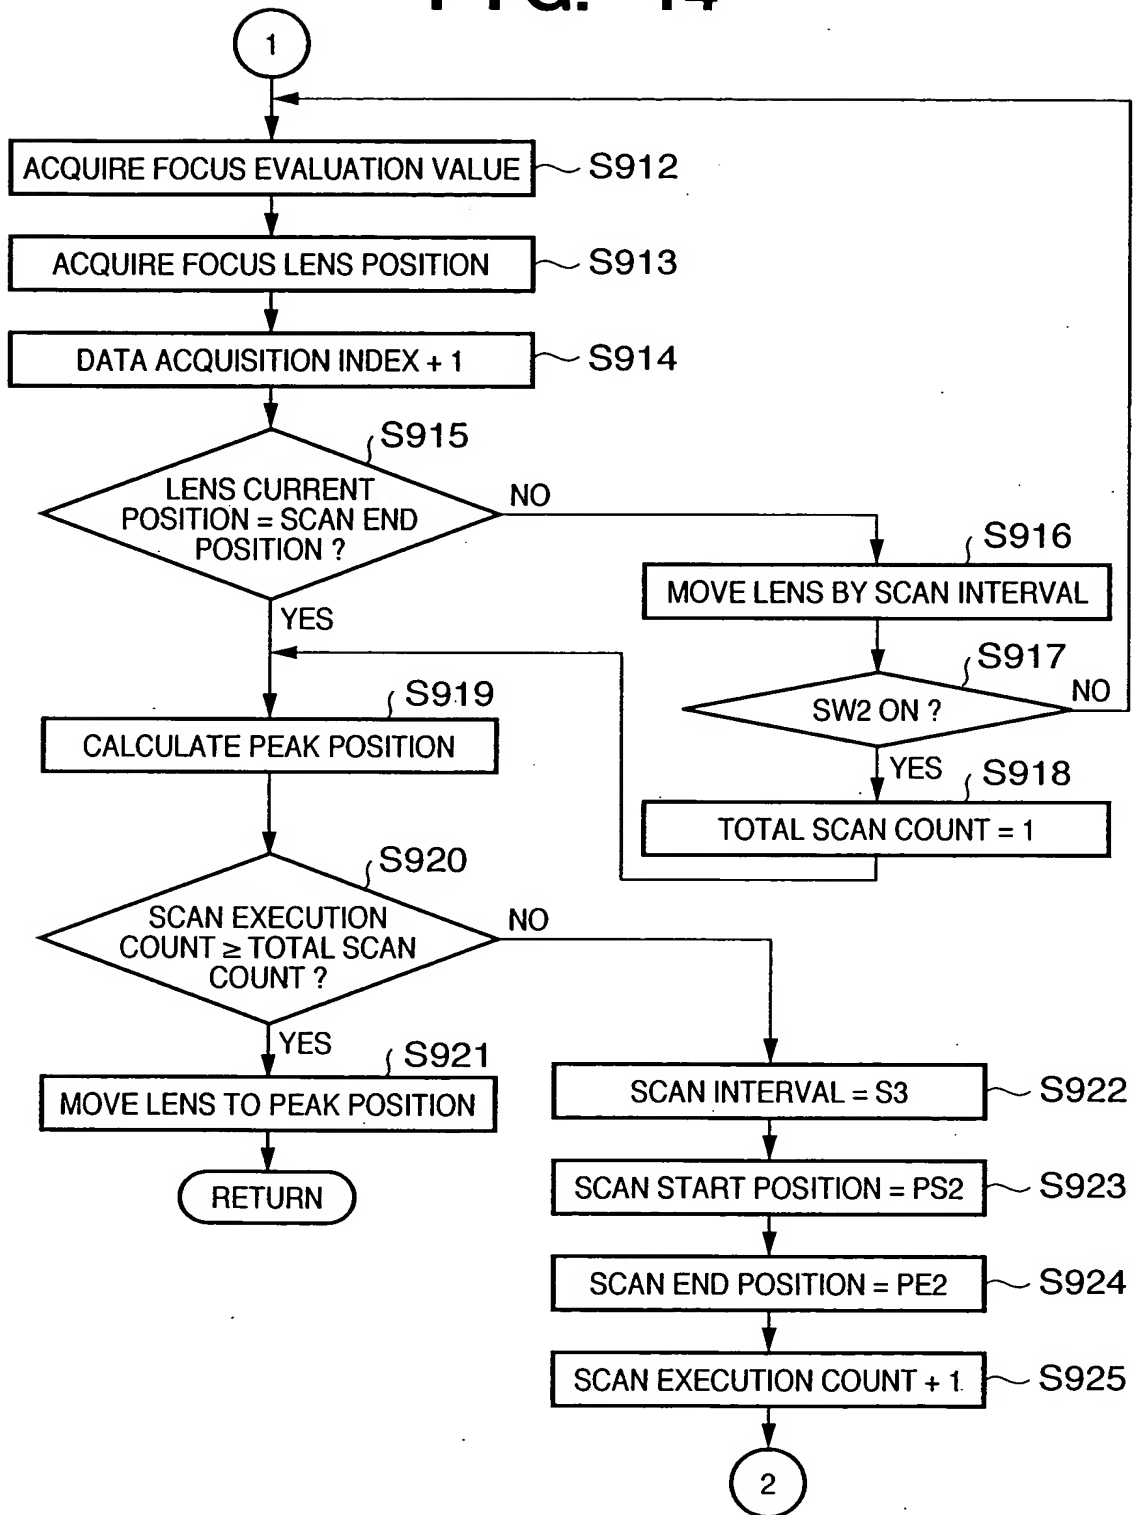 FIG. 14
1
ACQUIRE FOCUS EVALUATION VALUE
S912
ACQUIRE FOCUS LENS POSITION
S913
DATA ACQUISITION INDEX + 1
S914
S915
LENS CURRENT
POSITION = SCAN END
POSITION ?
NO
YES
S916
MOVE LENS BY SCAN INTERVAL
S917
SW2 ON ?
NO
YES
S918
TOTAL SCAN COUNT = 1
S919
CALCULATE PEAK POSITION
S920
SCAN EXECUTION
COUNT ≥ TOTAL SCAN
COUNT ?
NO
YES
S921
MOVE LENS TO PEAK POSITION
RETURN
SCAN INTERVAL = S3
S922
SCAN START POSITION = PS2
S923
SCAN END POSITION = PE2
S924
SCAN EXECUTION COUNT + 1
S925
2